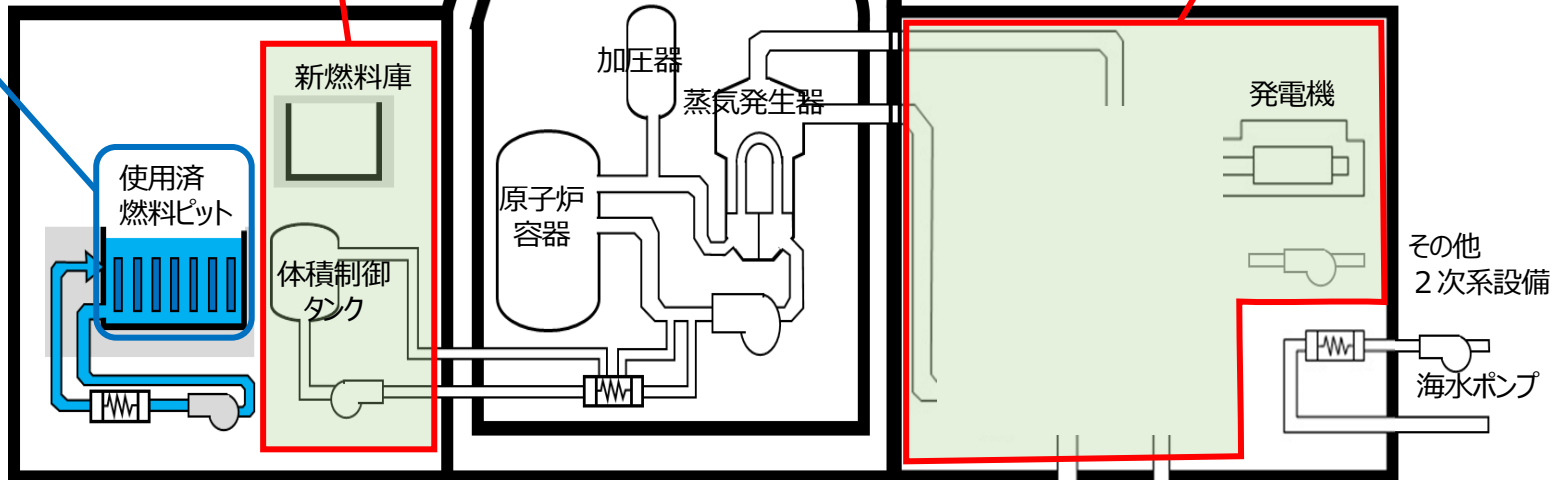 新燃料庫
使用済
燃料ピット
体積制御
タンク
加圧器
蒸気発生器
原子炉
容器
発電機
その他
２次系設備
海水ポンプ